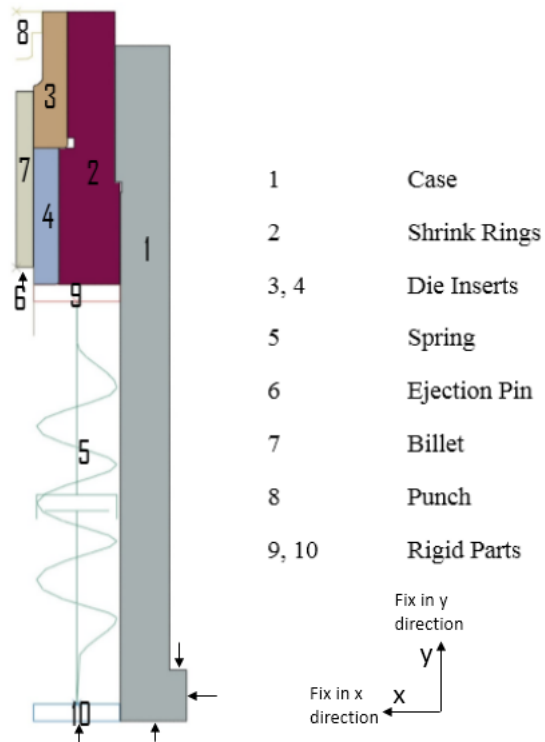 8
3
2
7
4
1
6
9
5
10
1 Case
2 Shrink Rings
3, 4 Die Inserts
5 Spring
6 Ejection Pin
7 Billet
8 Punch
9, 10 Rigid Parts
Fix in y
direction
y
Fix in x
direction
x